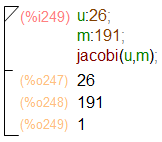 (%i249) u:26;
m:191;
jacobi(u,m);
(%o247) 26
(%o248) 191
(%o249) 1